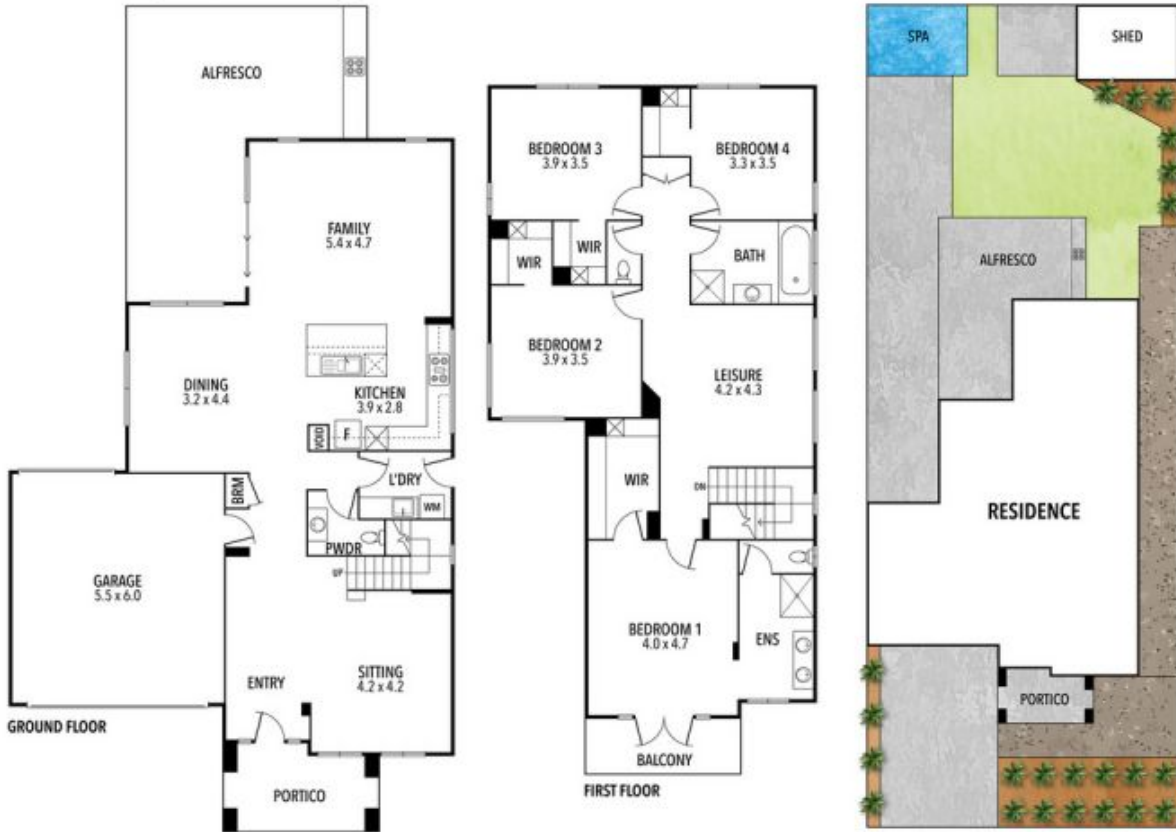 ALFRESCO
FAMILY
5.4 x 4.7
DINING
3.2 x 4.4
KITCHEN
3.9 x 2.8
VOID
F
L'DRY
WM
BRM
PWDR
UP
GARAGE
5.5 x 6.0
SITTING
4.2 x 4.2
ENTRY
GROUND FLOOR
PORTICO
BEDROOM 3
3.9 x 3.5
BEDROOM 4
3.3 x 3.5
WIR
WIR
BATH
BEDROOM 2
3.9 x 3.5
LEISURE
4.2 x 4.3
WIR
DN
BEDROOM 1
4.0 x 4.7
ENS
BALCONY
FIRST FLOOR
SPA
SHED
ALFRESCO
RESIDENCE
PORTICO